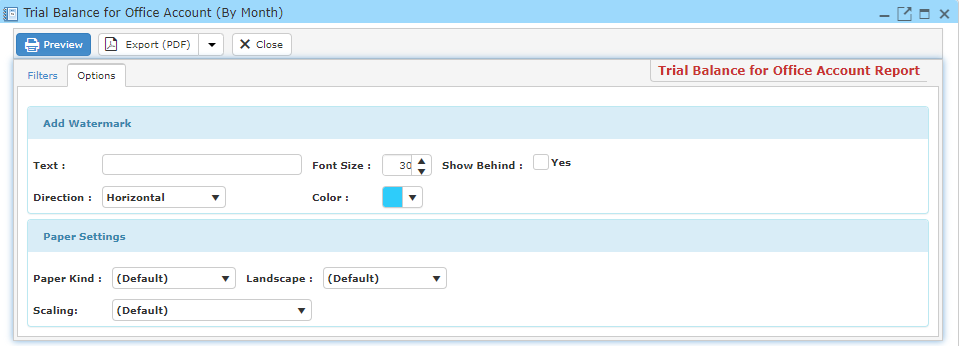 Trial Balance for Office Account (By Month)
Preview Export (PDF) Close
Filters Options Trial Balance for Office Account Report
Add Watermark
Text : Font Size : 30 Show Behind : Yes
Direction : Horizontal Color :
Paper Settings
Paper Kind : (Default) Landscape : (Default)
Scaling: (Default)